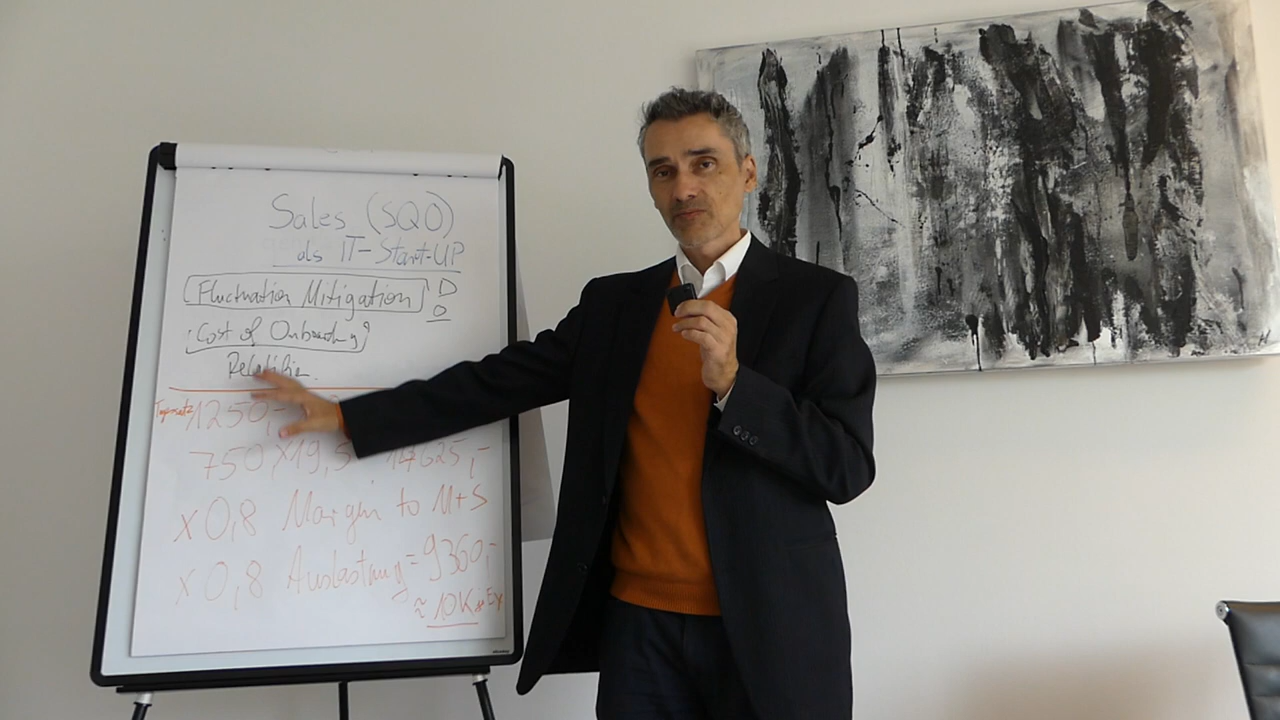 Sales (SQO)
als IT-Start-UP
Fluctuation Mitigation D
Cost of Onboarding O
1250,-
750,× 19,5 14625,-
× 0,8 Margin to M+S
× 0,8 Auslastung = 9360,-
≈ 10K